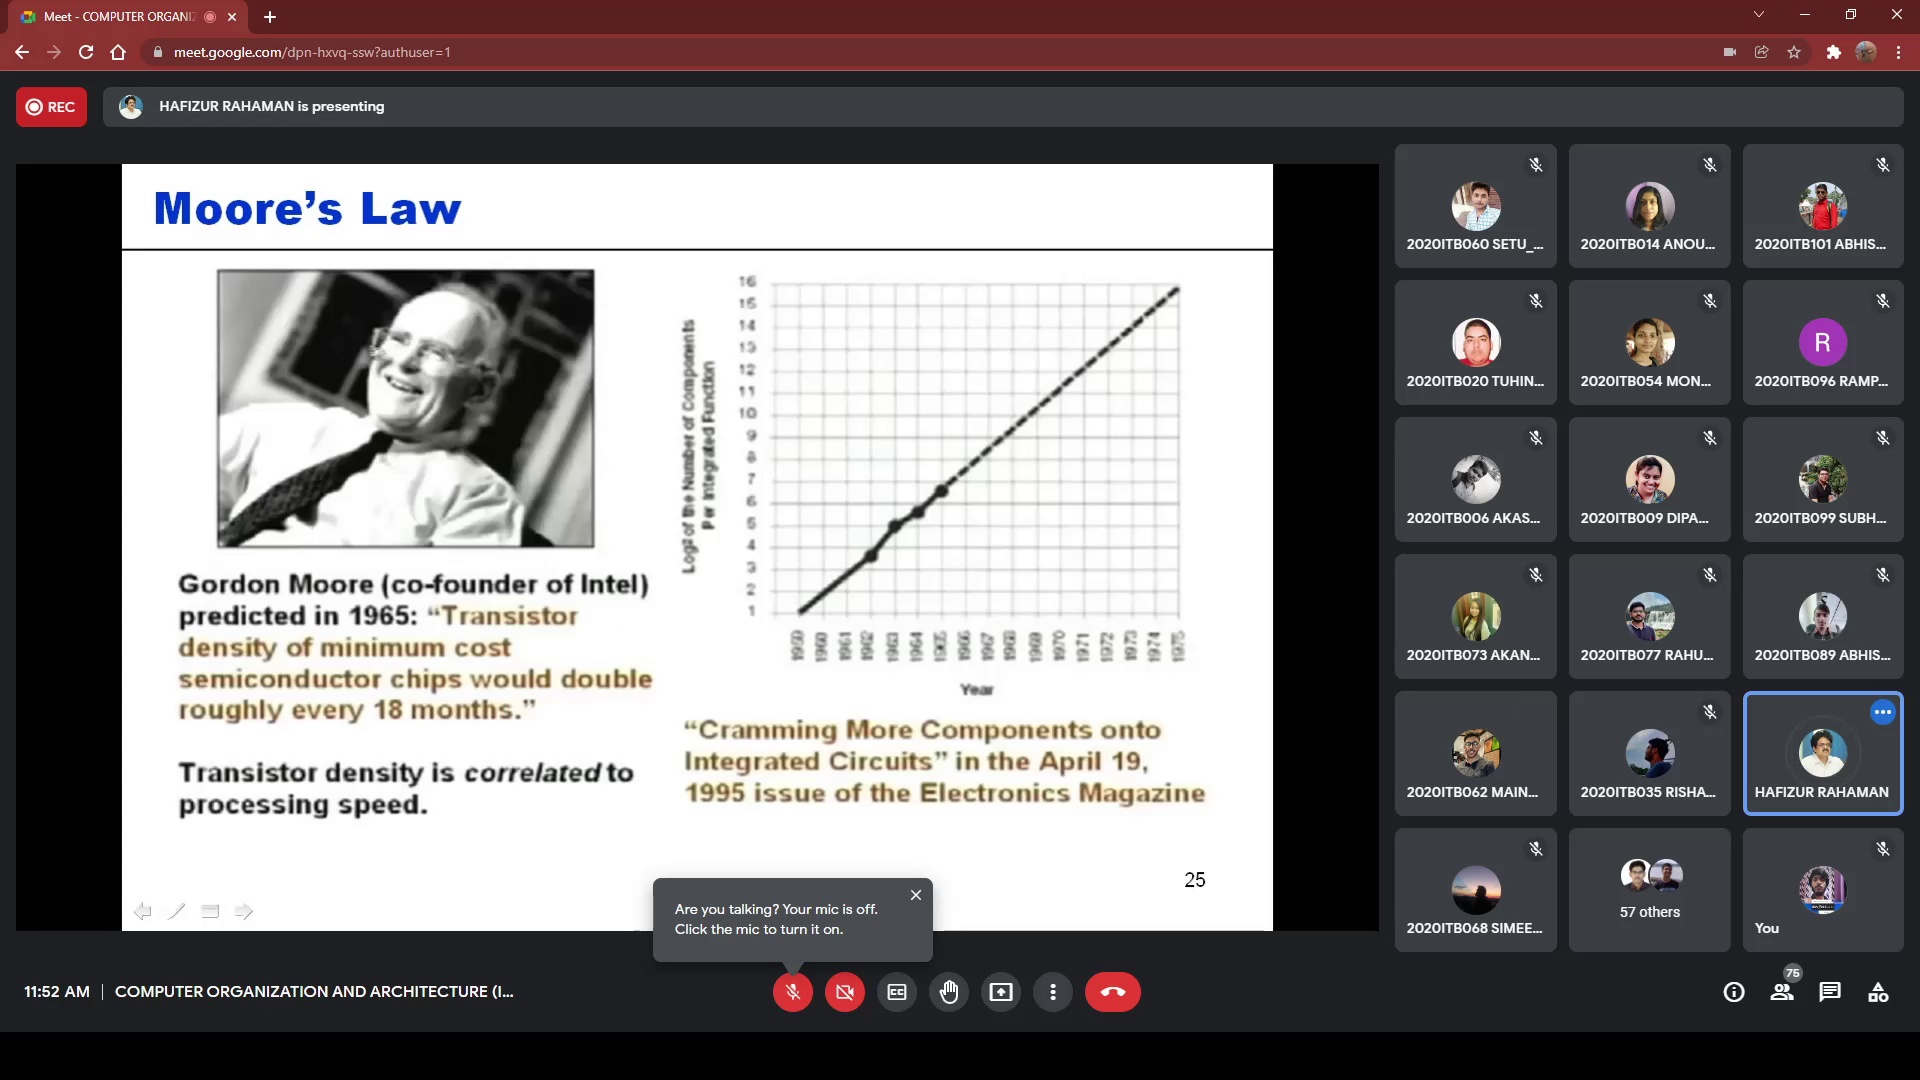 Meet - COMPUTER ORGANIZ
meet.google.com/dpn-hxvq-ssw?authuser=1
REC
HAFIZUR RAHAMAN is presenting
Moore's Law
16
15
14
13
12
11
10
9
8
7
6
5
4
3
2
1
Log2 of the Number of Components
Per Integrated Function
1959 1960 1961 1962 1963 1964 1965 1966 1967 1968 1969 1970 1971 1972 1973 1974 1975
Year
Gordon Moore (co-founder of Intel)
predicted in 1965: “Transistor
density of minimum cost
semiconductor chips would double
roughly every 18 months.”
Transistor density is correlated to
processing speed.
“Cramming More Components onto
Integrated Circuits” in the April 19,
1995 issue of the Electronics Magazine
25
Are you talking? Your mic is off.
Click the mic to turn it on.
2020ITB060 SETU_...
2020ITB014 ANOU...
2020ITB101 ABHIS...
2020ITB020 TUHIN...
2020ITB054 MON...
R
2020ITB096 RAMP...
2020ITB006 AKAS...
2020ITB009 DIPA...
2020ITB099 SUBH...
2020ITB073 AKAN...
2020ITB077 RAHU...
2020ITB089 ABHIS...
2020ITB062 MAIN...
2020ITB035 RISHA...
HAFIZUR RAHAMAN
2020ITB068 SIMEE...
57 others
You
11:52 AM | COMPUTER ORGANIZATION AND ARCHITECTURE (I...
75